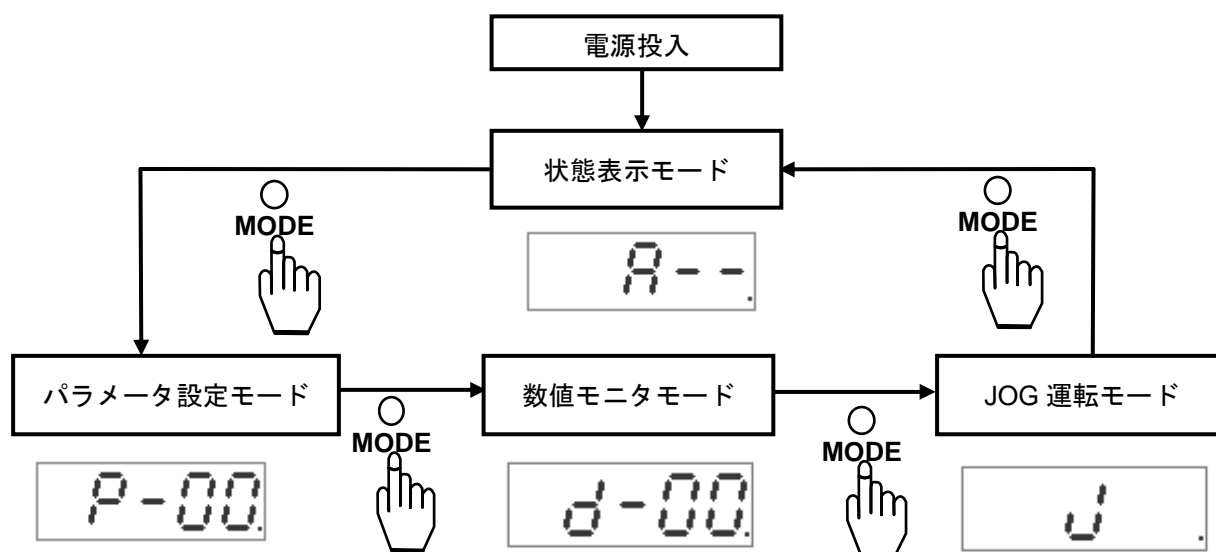 電源投入
状態表示モード
MODE
MODE
A--.
パラメータ設定モード
数値モニタモード
JOG 運転モード
MODE
MODE
P-00.
d-00.
J.